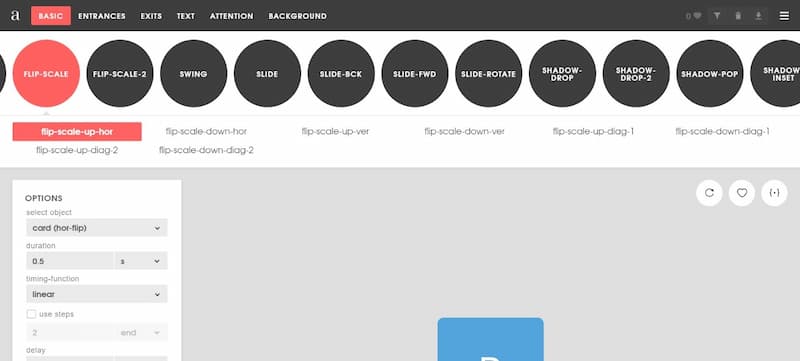 a BASIC ENTRANCES EXITS TEXT ATTENTION BACKGROUND 0
FLIP-SCALE FLIP-SCALE-2 SWING SLIDE SLIDE-BCK SLIDE-FWD SLIDE-ROTATE SHADOW-DROP SHADOW-DROP-2 SHADOW-POP SHADOW INSET
flip-scale-up-hor flip-scale-down-hor flip-scale-up-ver flip-scale-down-ver flip-scale-up-diag-1 flip-scale-down-diag-1
flip-scale-up-diag-2 flip-scale-down-diag-2
OPTIONS
select object
card (hor-flip)
duration
0.5 s
timing-function
linear
use steps
2 end
delay